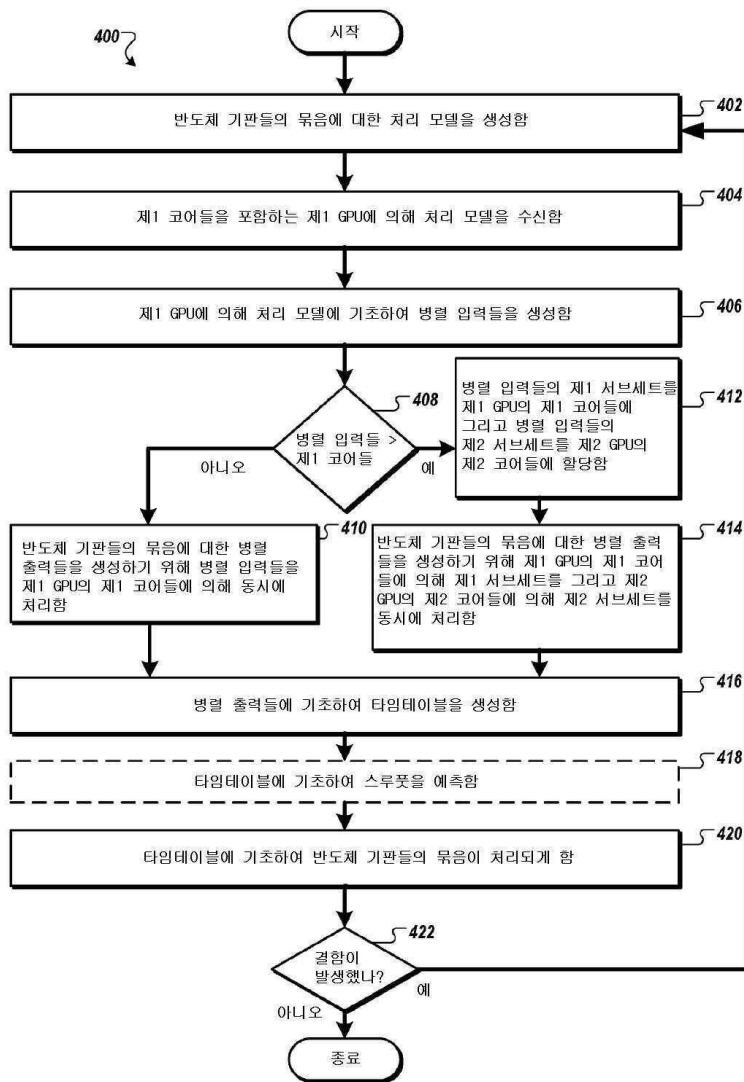 400
시작
402
반도체 기판들의 묶음에 대한 처리 모델을 생성함
404
제1 코어들을 포함하는 제1 GPU에 의해 처리 모델을 수신함
406
제1 GPU에 의해 처리 모델에 기초하여 병렬 입력들을 생성함
408
병렬 입력들 >
제1 코어들
아니오
예
412
병렬 입력들의 제1 서브세트를
제1 GPU의 제1 코어들에
그리고 병렬 입력들의
제2 서브세트를 제2 GPU의
제2 코어들에 할당함
410
반도체 기판들의 묶음에 대한 병렬
출력들을 생성하기 위해 병렬 입력들을
제1 GPU의 제1 코어들에 의해 동시에
처리함
414
반도체 기판들의 묶음에 대한 병렬 출력
들을 생성하기 위해 제1 GPU의 제1 코어
들에 의해 제1 서브세트를 그리고 제2
GPU의 제2 코어들에 의해 제2 서브세트를
동시에 처리함
416
병렬 출력들에 기초하여 타임테이블을 생성함
418
타임테이블에 기초하여 스루풋을 예측함
420
타임테이블에 기초하여 반도체 기판들의 묶음이 처리되게 함
422
결함이
발생했나?
예
아니오
종료